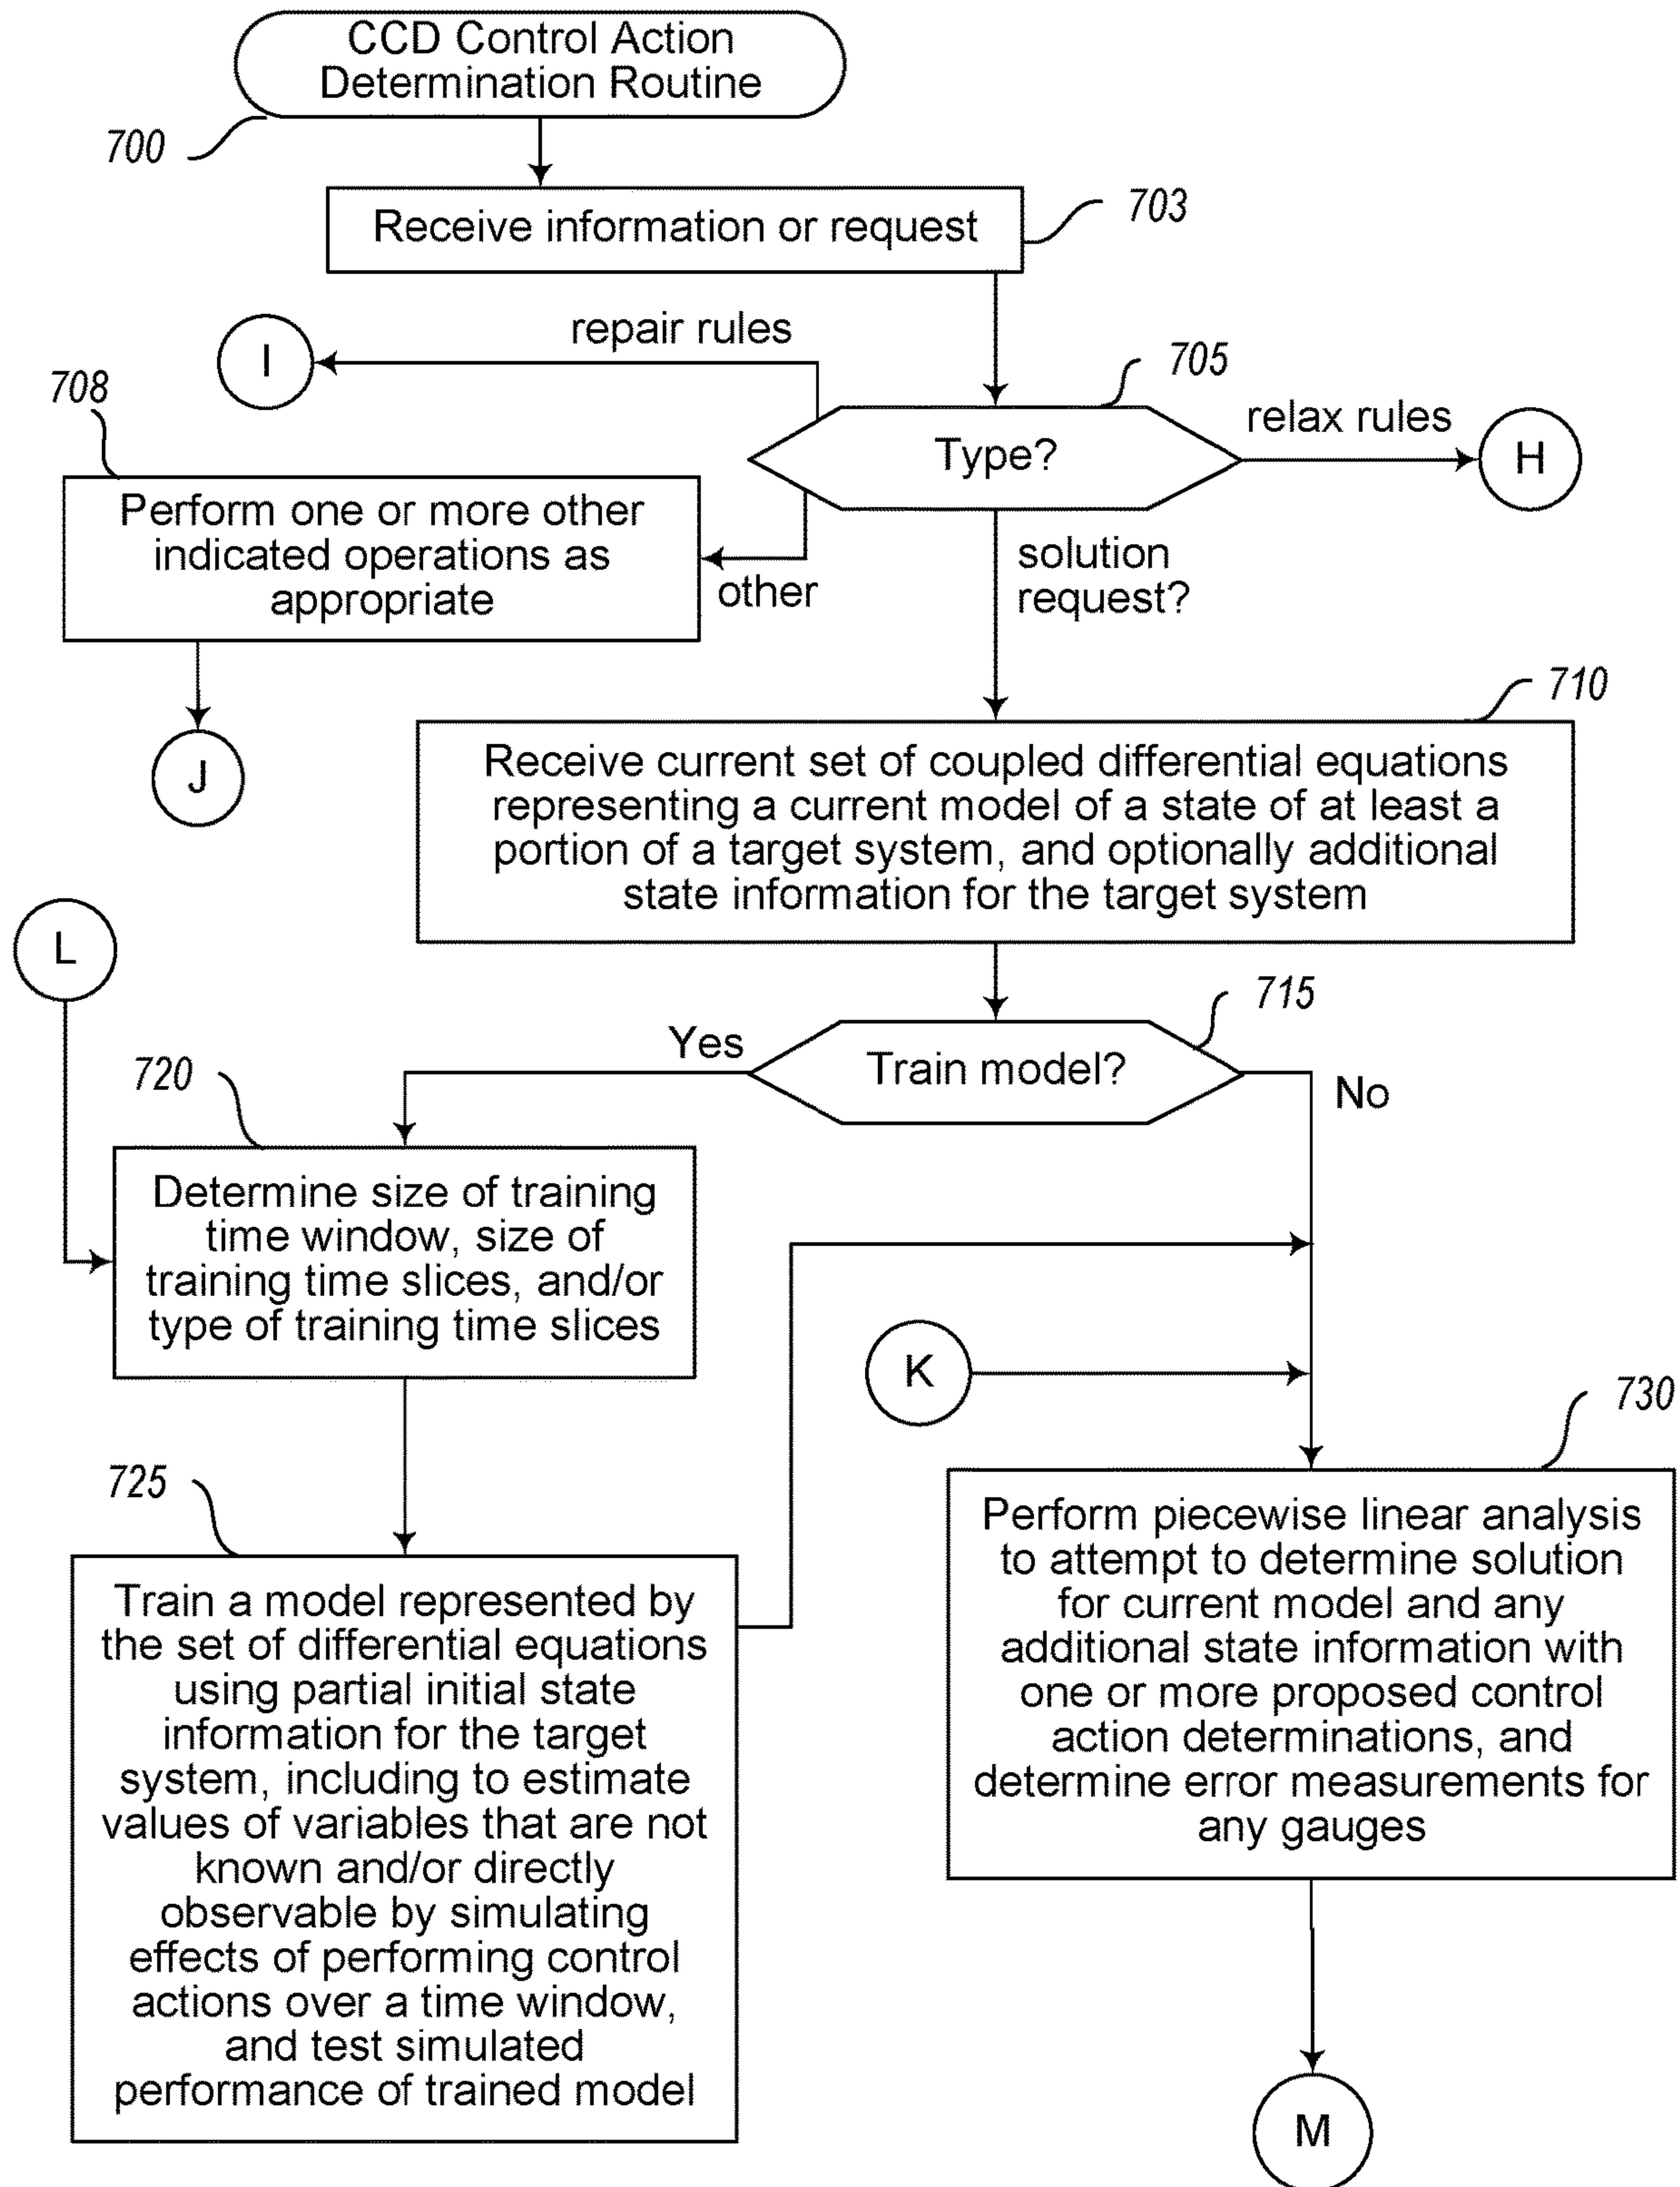 CCD Control Action
Determination Routine
700
Receive information or request
703
repair rules
I
705
708
Type?
relax rules
H
Perform one or more other
indicated operations as
appropriate
other
solution
request?
J
710
Receive current set of coupled differential equations
representing a current model of a state of at least a
portion of a target system, and optionally additional
state information for the target system
L
715
Yes
Train model?
No
720
Determine size of training
time window, size of
training time slices, and/or
type of training time slices
K
730
725
Train a model represented by
the set of differential equations
using partial initial state
information for the target
system, including to estimate
values of variables that are not
known and/or directly
observable by simulating
effects of performing control
actions over a time window,
and test simulated
performance of trained model
Perform piecewise linear analysis
to attempt to determine solution
for current model and any
additional state information with
one or more proposed control
action determinations, and
determine error measurements for
any gauges
M